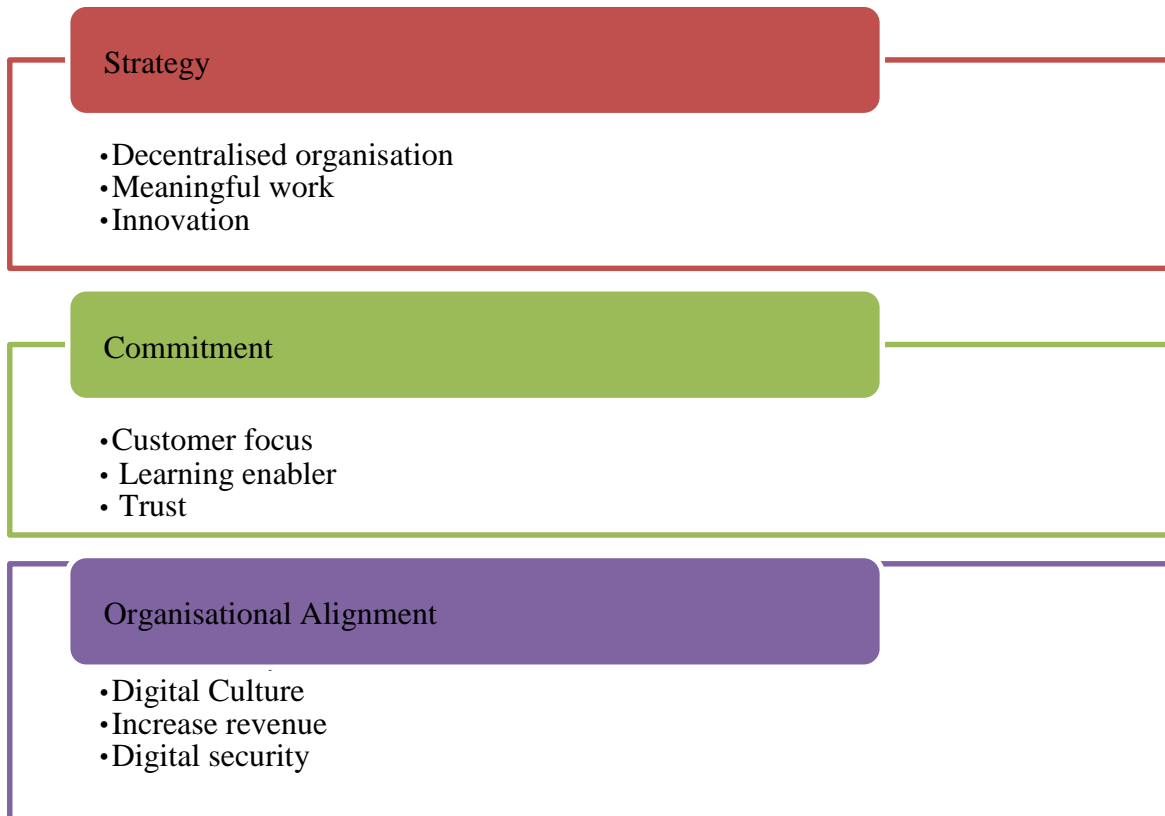 Strategy
•Decentralised organisation
•Meaningful work
•Innovation
Commitment
•Customer focus
• Learning enabler
• Trust
Organisational Alignment
•Digital Culture
•Increase revenue
•Digital security